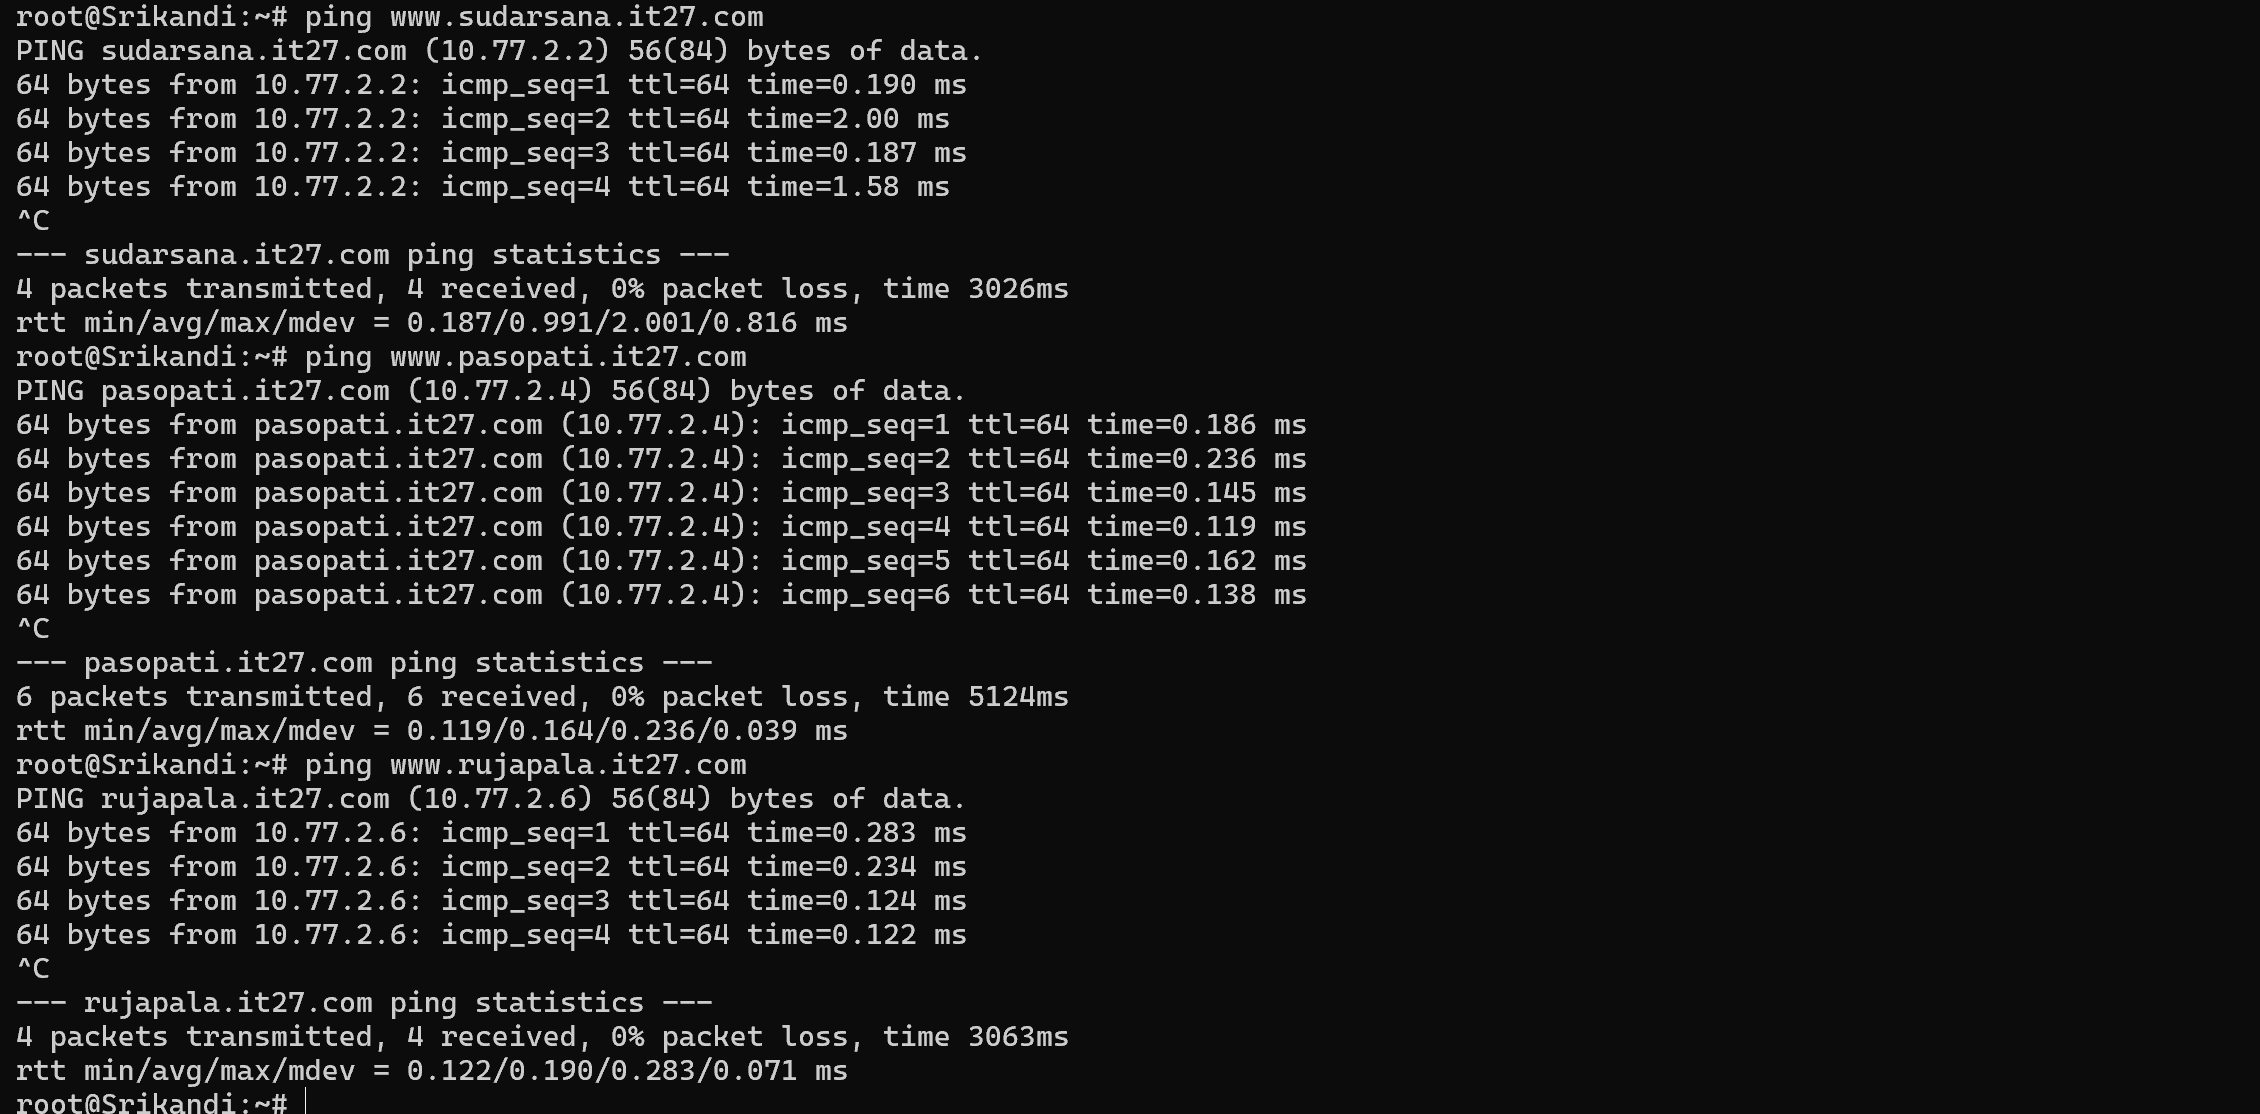 root@Srikandi:~# ping www.sudarsana.it27.com
PING sudarsana.it27.com (10.77.2.2) 56(84) bytes of data.
64 bytes from 10.77.2.2: icmp_seq=1 ttl=64 time=0.190 ms
64 bytes from 10.77.2.2: icmp_seq=2 ttl=64 time=2.00 ms
64 bytes from 10.77.2.2: icmp_seq=3 ttl=64 time=0.187 ms
64 bytes from 10.77.2.2: icmp_seq=4 ttl=64 time=1.58 ms
^C
--- sudarsana.it27.com ping statistics ---
4 packets transmitted, 4 received, 0% packet loss, time 3026ms
rtt min/avg/max/mdev = 0.187/0.991/2.001/0.816 ms
root@Srikandi:~# ping www.pasopati.it27.com
PING pasopati.it27.com (10.77.2.4) 56(84) bytes of data.
64 bytes from pasopati.it27.com (10.77.2.4): icmp_seq=1 ttl=64 time=0.186 ms
64 bytes from pasopati.it27.com (10.77.2.4): icmp_seq=2 ttl=64 time=0.236 ms
64 bytes from pasopati.it27.com (10.77.2.4): icmp_seq=3 ttl=64 time=0.145 ms
64 bytes from pasopati.it27.com (10.77.2.4): icmp_seq=4 ttl=64 time=0.119 ms
64 bytes from pasopati.it27.com (10.77.2.4): icmp_seq=5 ttl=64 time=0.162 ms
64 bytes from pasopati.it27.com (10.77.2.4): icmp_seq=6 ttl=64 time=0.138 ms
^C
--- pasopati.it27.com ping statistics ---
6 packets transmitted, 6 received, 0% packet loss, time 5124ms
rtt min/avg/max/mdev = 0.119/0.164/0.236/0.039 ms
root@Srikandi:~# ping www.rujapala.it27.com
PING rujapala.it27.com (10.77.2.6) 56(84) bytes of data.
64 bytes from 10.77.2.6: icmp_seq=1 ttl=64 time=0.283 ms
64 bytes from 10.77.2.6: icmp_seq=2 ttl=64 time=0.234 ms
64 bytes from 10.77.2.6: icmp_seq=3 ttl=64 time=0.124 ms
64 bytes from 10.77.2.6: icmp_seq=4 ttl=64 time=0.122 ms
^C
--- rujapala.it27.com ping statistics ---
4 packets transmitted, 4 received, 0% packet loss, time 3063ms
rtt min/avg/max/mdev = 0.122/0.190/0.283/0.071 ms
root@Srikandi:~#